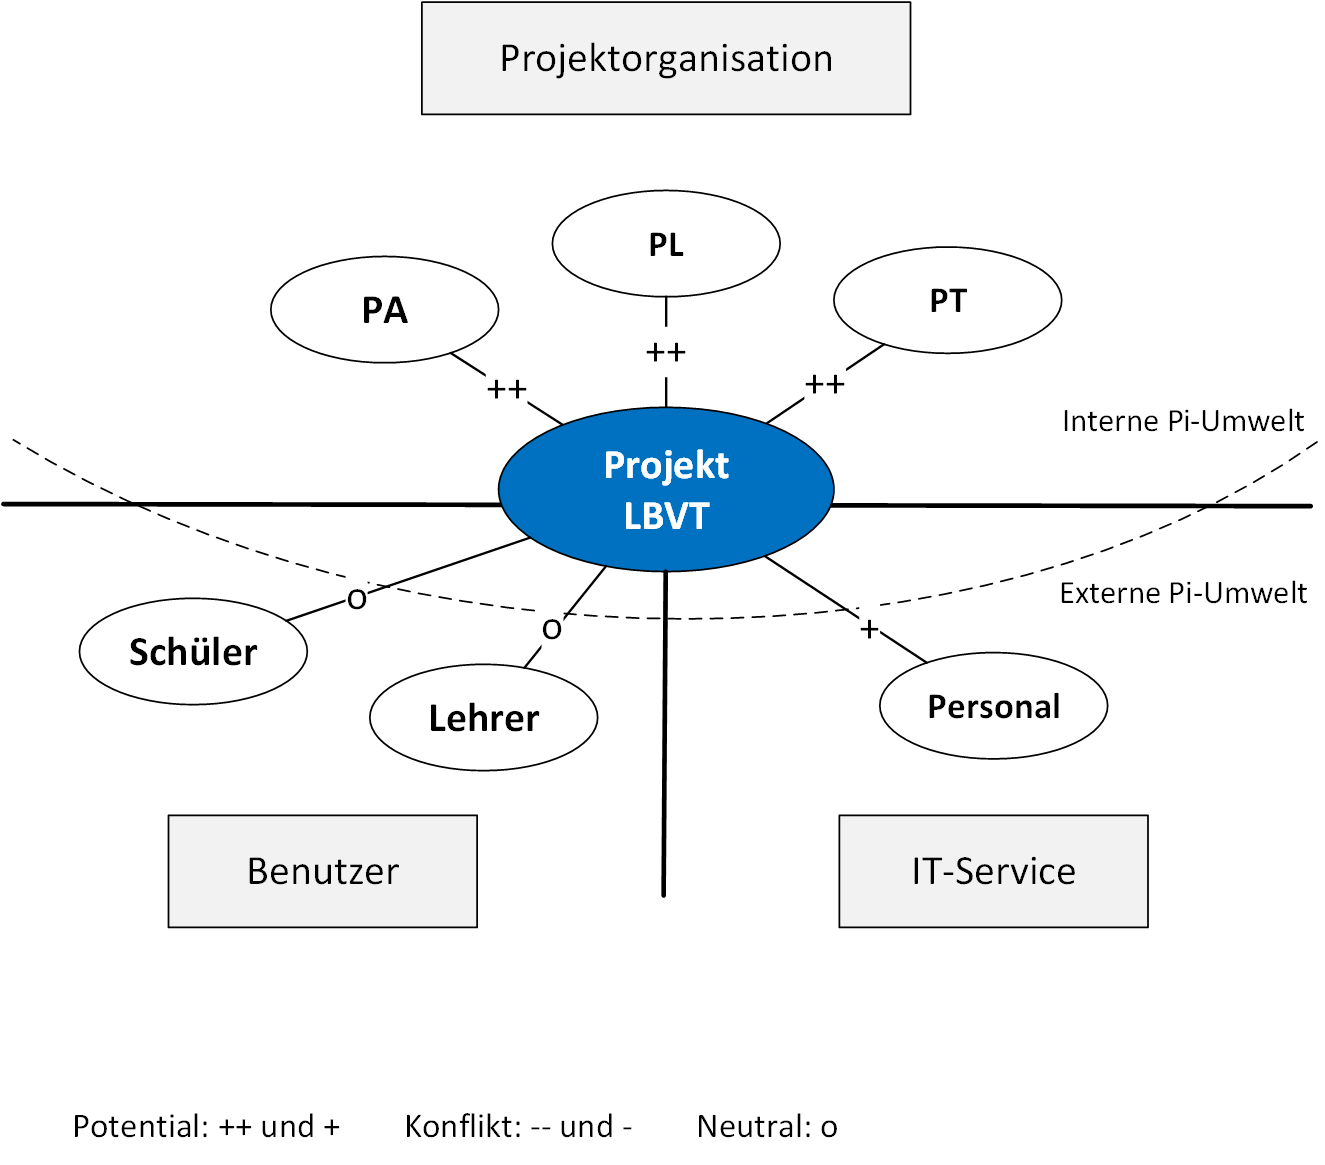 Projektorganisation
PL
PT
PA
++
++
++
Interne Pi-Umwelt
Projekt
LBVT
Externe Pi-Umwelt
o
o
+
Schüler
Lehrer
Personal
Benutzer
IT-Service
Potential: ++ und + Konflikt: -- und - Neutral: o